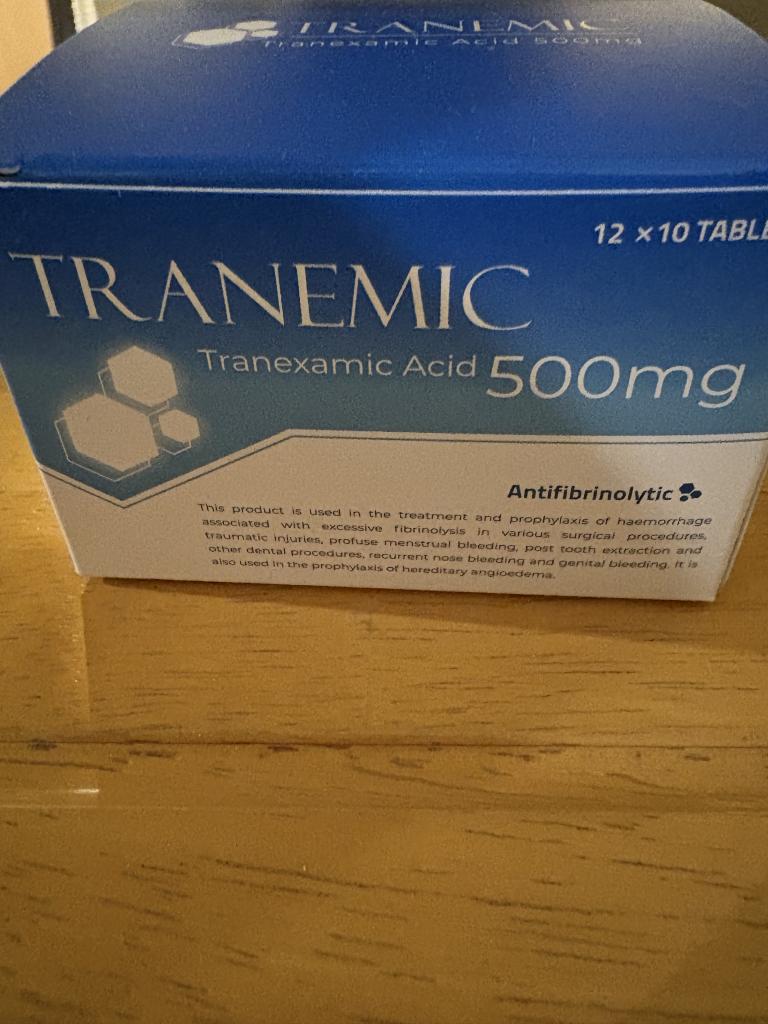 TRANEMIC
Tranexamic Acid 500mg
12 x 10 TABLE
TRANEMIC
Tranexamic Acid 500mg
Antifibrinolytic
This product is used in the treatment and prophylaxis of haemorrhage
associated with excessive fibrinolysis in various surgical procedures,
traumatic injuries, profuse menstrual bleeding, post tooth extraction and
other dental procedures, recurrent nose bleeding and genital bleeding. It is
also used in the prophylaxis of hereditary angioedema.